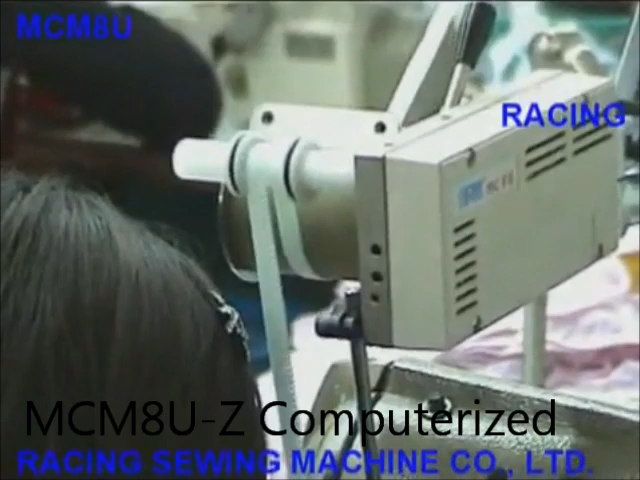 MCM8U
RACING
MCM8U-Z Computerized
RACING SEWING MACHINE CO., LTD.